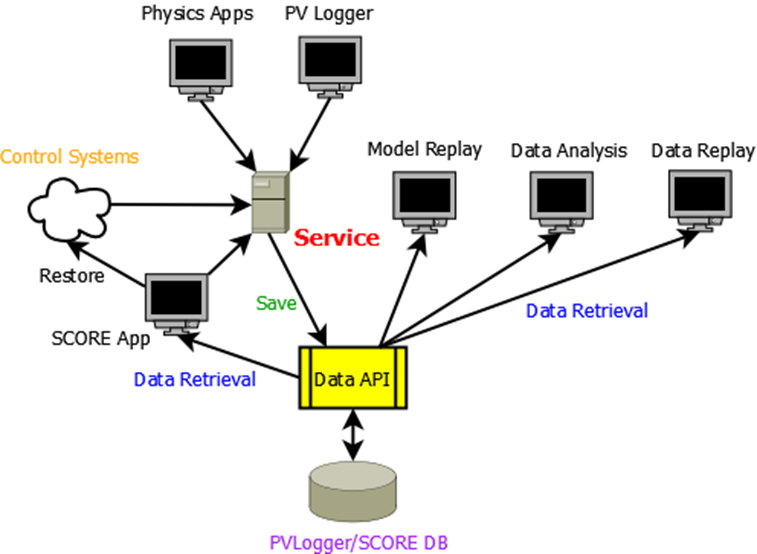 Physics Apps
PV Logger
Control Systems
Model Replay
Data Analysis
Data Replay
Service
Restore
Save
Data Retrieval
SCORE App
Data Retrieval
Data API
PVLogger/SCORE DB